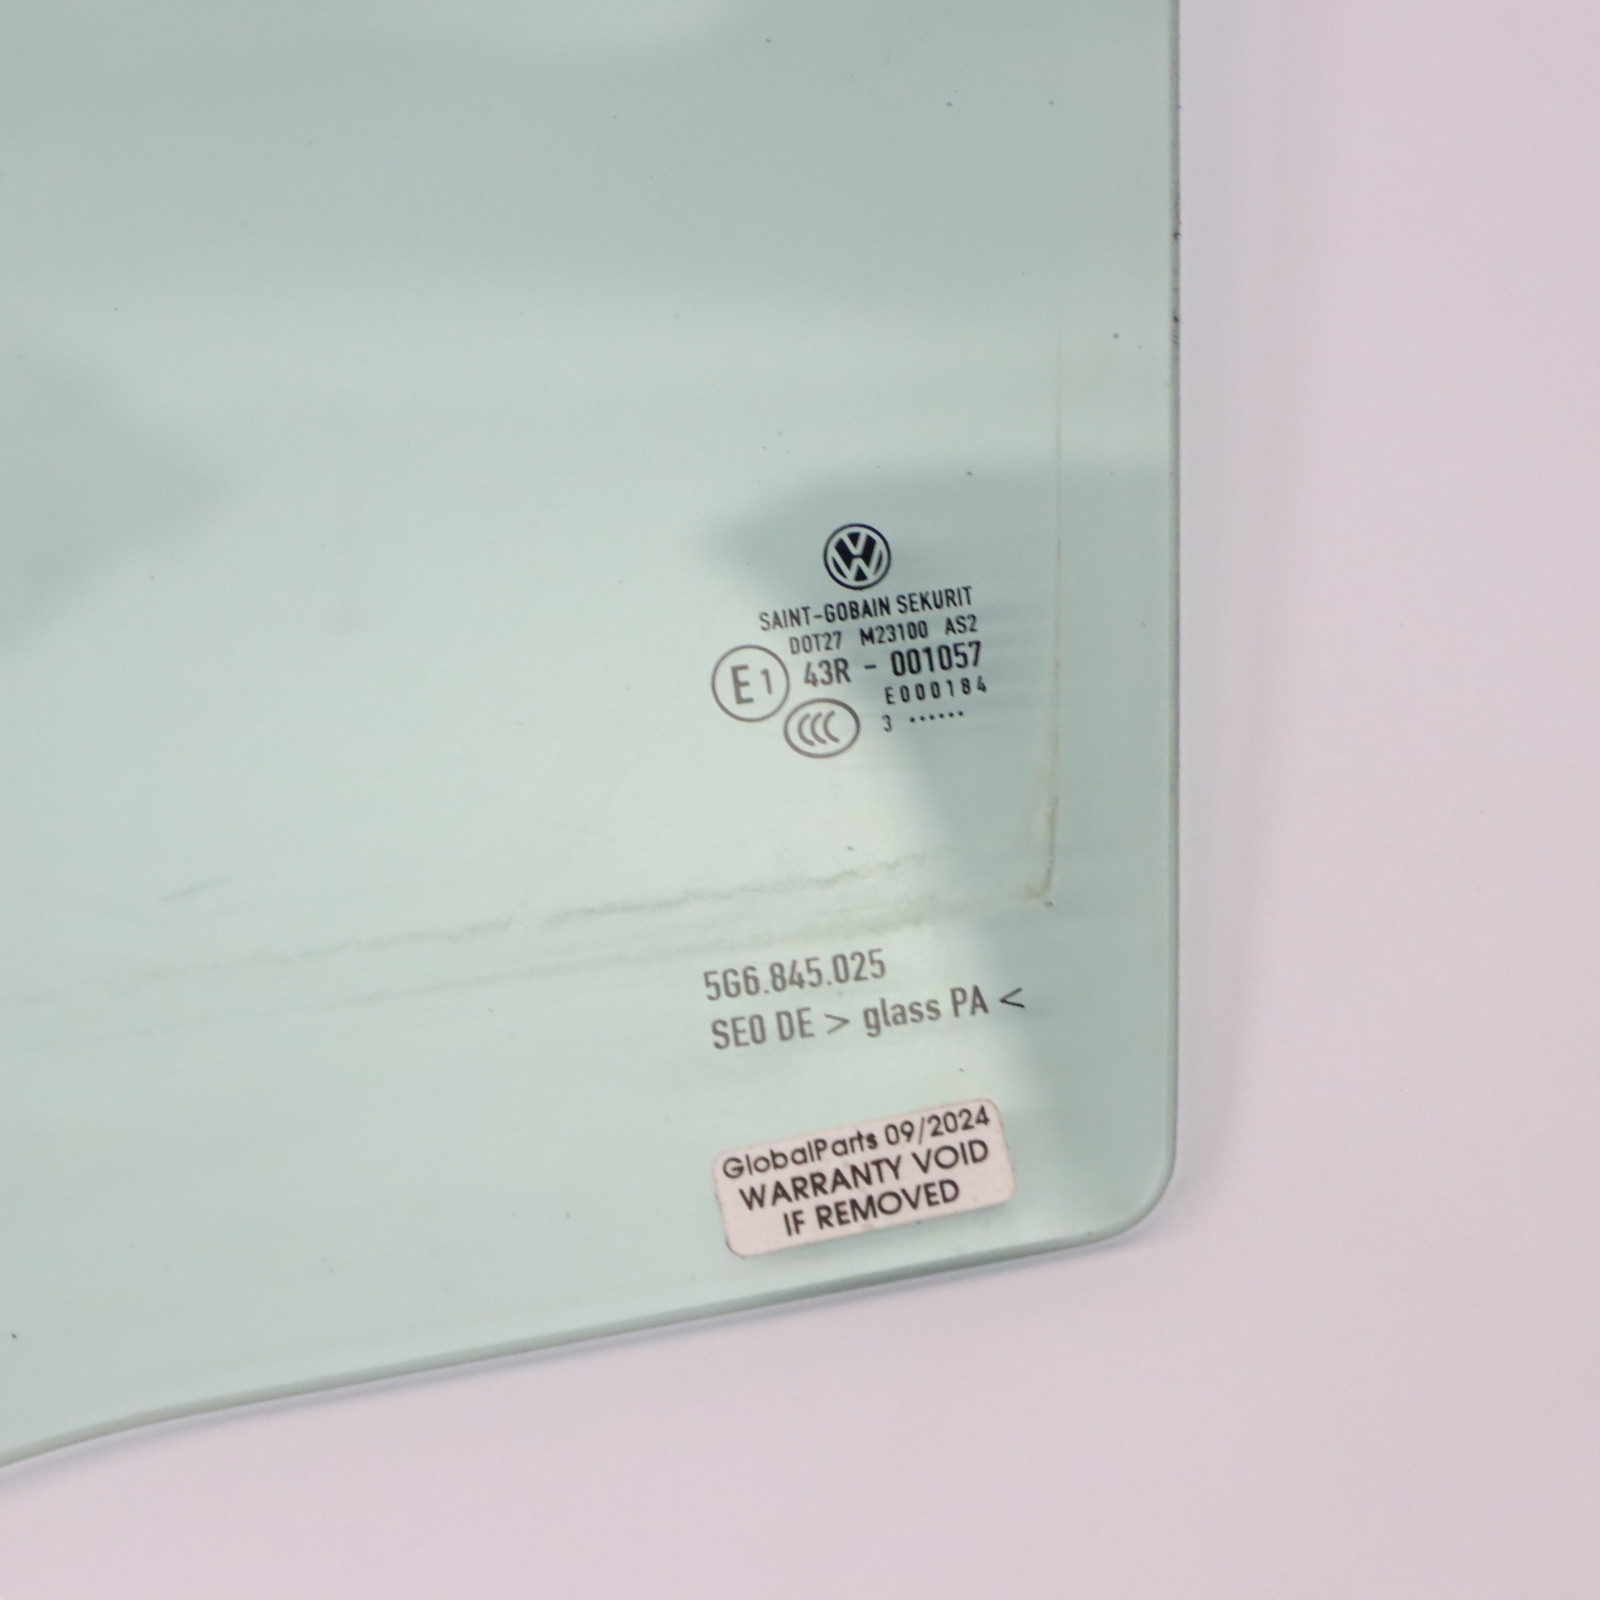 SAINT-GOBAIN SEKURIT
DOT27 M23100 AS2
E1 43R - 001057
E000184
CCC 3 ••••••
5G6.845.025
SE0 DE > glass PA <
GlobalParts 09/2024
WARRANTY VOID
IF REMOVED